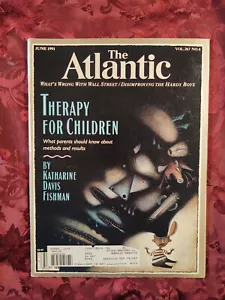 JUNE 1991
VOL. 267 NO. 6
The
Atlantic
WHAT'S WRONG WITH WALL STREET / DISIMPROVING THE HARDY BOYS
THERAPY
FOR CHILDREN
What parents should know about
methods and results
BY
KATHARINE
DAVIS
FISHMAN